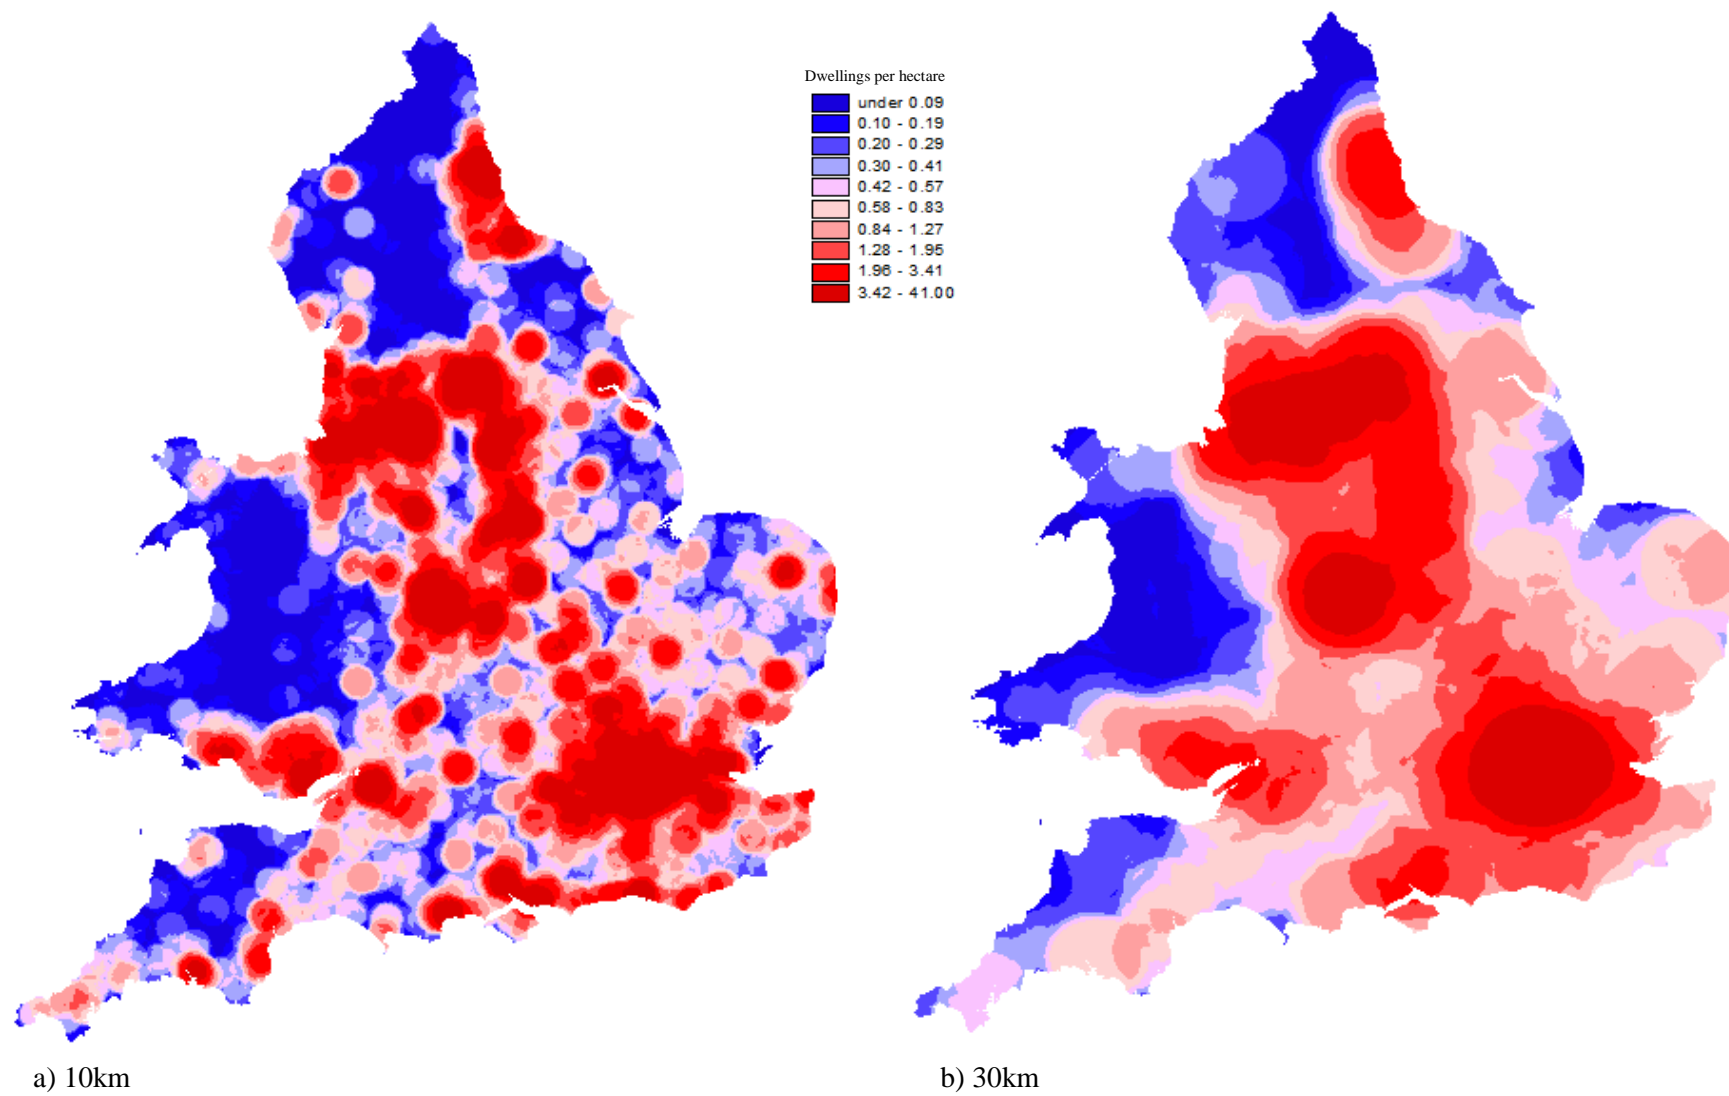 Dwellings per hectare
under 0.09
0.10 - 0.19
0.20 - 0.29
0.30 - 0.41
0.42 - 0.57
0.58 - 0.83
0.84 - 1.27
1.28 - 1.95
1.96 - 3.41
3.42 - 41.00
a) 10km
b) 30km